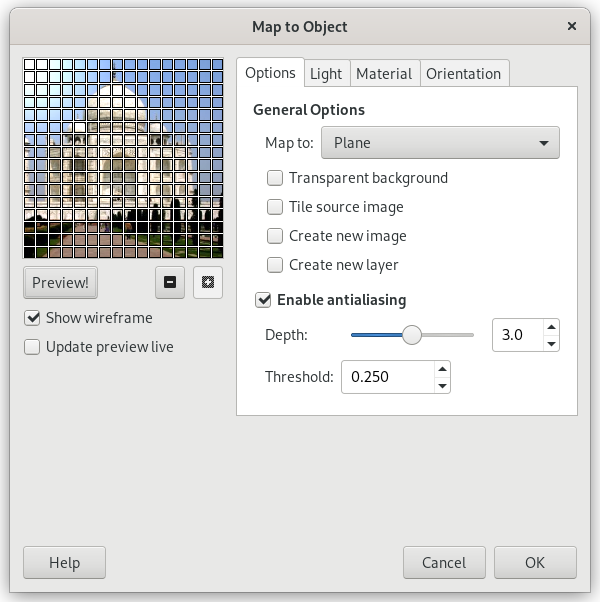 Map to Object
Options
Light
Material
Orientation
General Options
Map to:
Plane
Transparent background
Tile source image
Create new image
Create new layer
Enable antialiasing
Depth:
3.0
Threshold:
0.250
Preview!
Show wireframe
Update preview live
Help
Cancel
OK